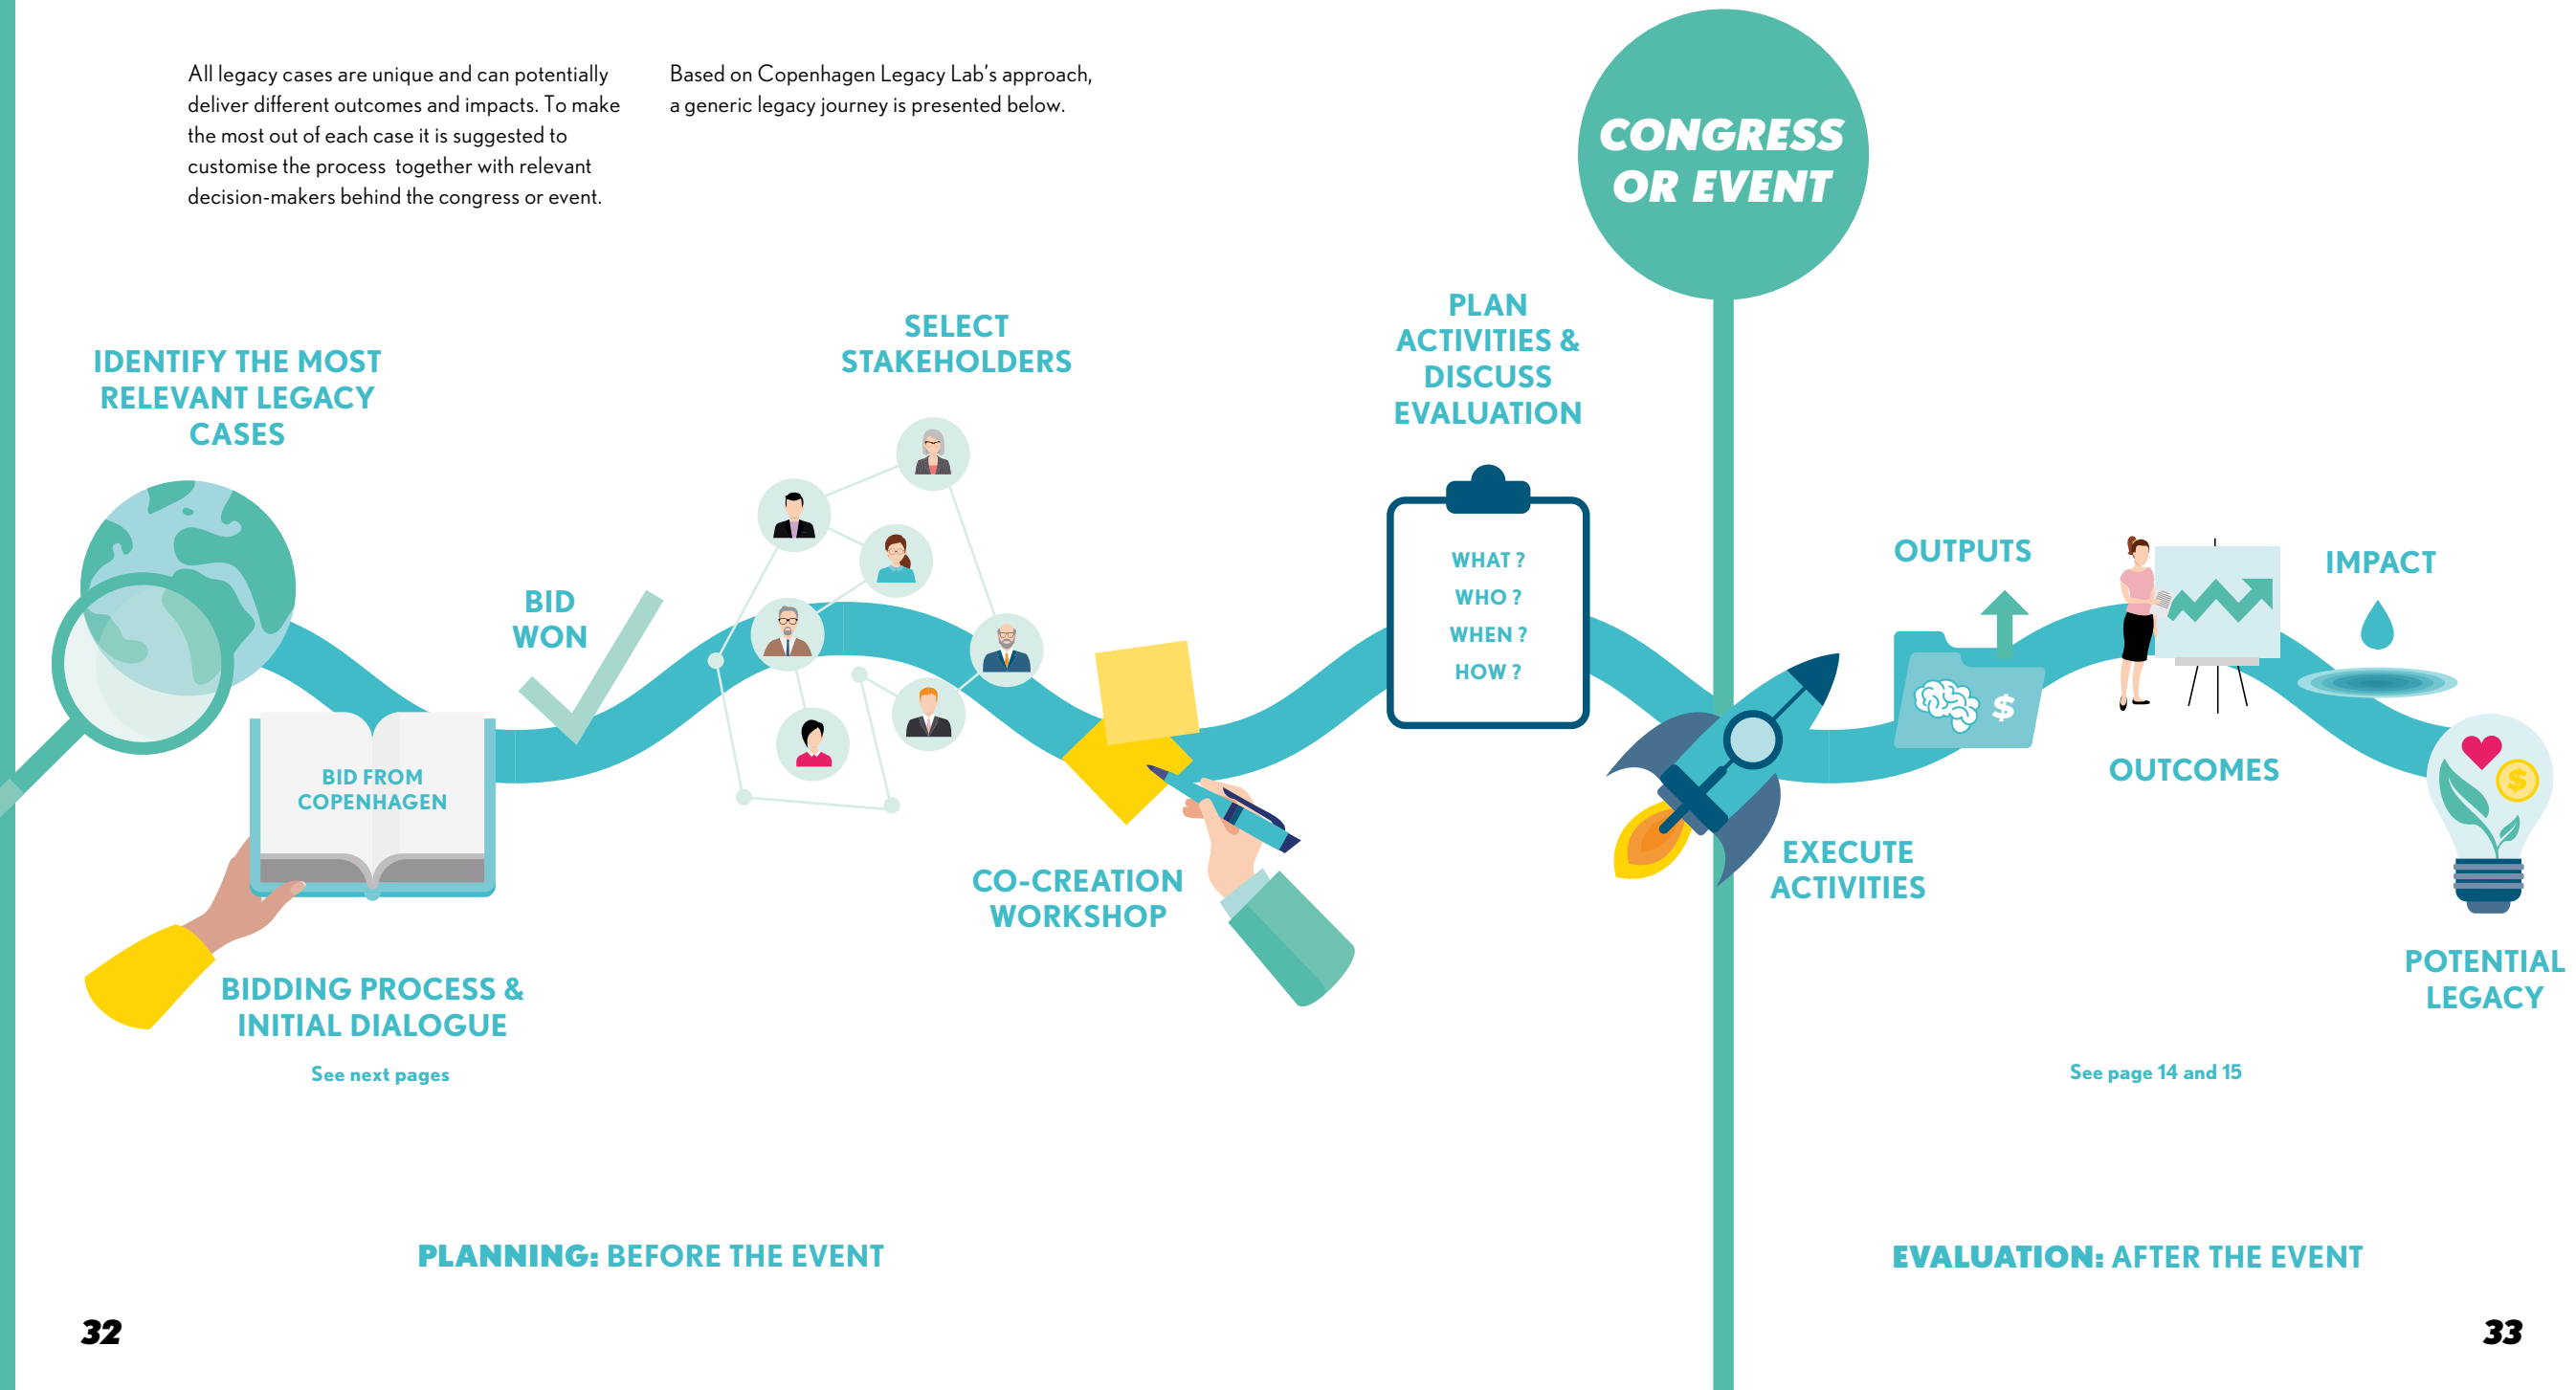 All legacy cases are unique and can potentially
deliver different outcomes and impacts. To make
the most out of each case it is suggested to
customise the process together with relevant
decision-makers behind the congress or event.
Based on Copenhagen Legacy Lab's approach,
a generic legacy journey is presented below.
CONGRESS
OR EVENT
IDENTIFY THE MOST
RELEVANT LEGACY
CASES
BID FROM
COPENHAGEN
BIDDING PROCESS &
INITIAL DIALOGUE
See next pages
BID
WON
SELECT
STAKEHOLDERS
CO-CREATION
WORKSHOP
PLAN
ACTIVITIES &
DISCUSS
EVALUATION
WHAT ?
WHO ?
WHEN ?
HOW ?
EXECUTE
ACTIVITIES
OUTPUTS
$
OUTCOMES
IMPACT
$
POTENTIAL
LEGACY
See page 14 and 15
PLANNING: BEFORE THE EVENT
EVALUATION: AFTER THE EVENT
32
33